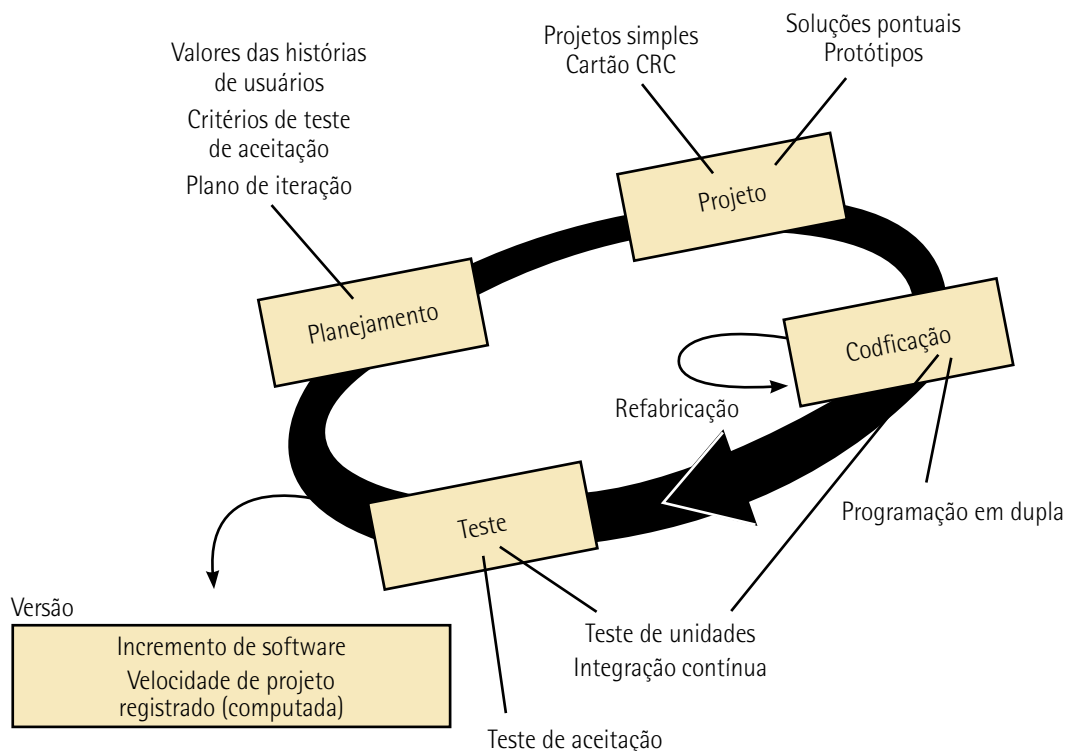 Valores das histórias
de usuários
Critérios de teste
de aceitação
Plano de iteração
Projetos simples
Cartão CRC
Soluções pontuais
Protótipos
Projeto
Planejamento
Codficação
Refabricação
Programação em dupla
Teste
Teste de unidades
Integração contínua
Teste de aceitação
Versão
Incremento de software
Velocidade de projeto
registrado (computada)